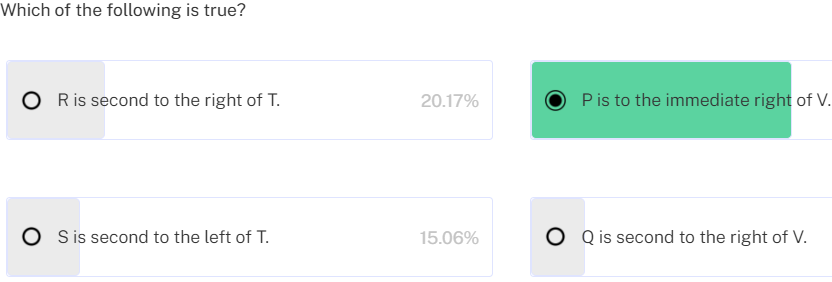 Which of the following is true?
R is second to the right of T.
20.17%
P is to the immediate right of V.
S is second to the left of T.
15.06%
Q is second to the right of V.